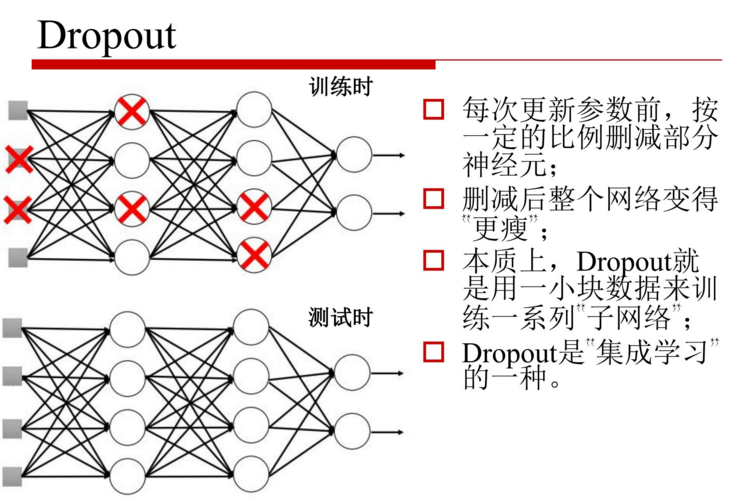 Dropout
训练时
每次更新参数前，按
一定的比例删减部分
神经元；
删减后整个网络变得
“更瘦”；
本质上，Dropout就
是用一小块数据来训
练一系列“子网络”；
Dropout是“集成学习”
的一种。
测试时